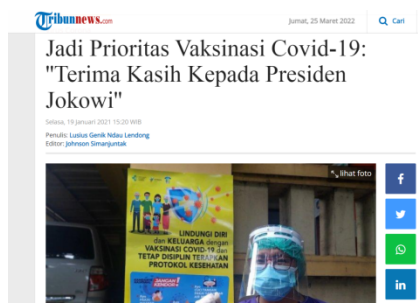 Tribunnews.com
Jumat, 25 Maret 2022
Cari
Jadi Prioritas Vaksinasi Covid-19:
"Terima Kasih Kepada Presiden
Jokowi"
Selasa, 19 Januari 2021 15:20 WIB
Penulis: Lusius Genik Ndau Lendong
Editor: Johnson Simanjuntak
lihat foto
LINDUNGI DIRI
dan KELUARGA dengan
VAKSINASI COVID-19 dan
TETAP DISIPLIN TERAPKAN
PROTOKOL KESEHATAN